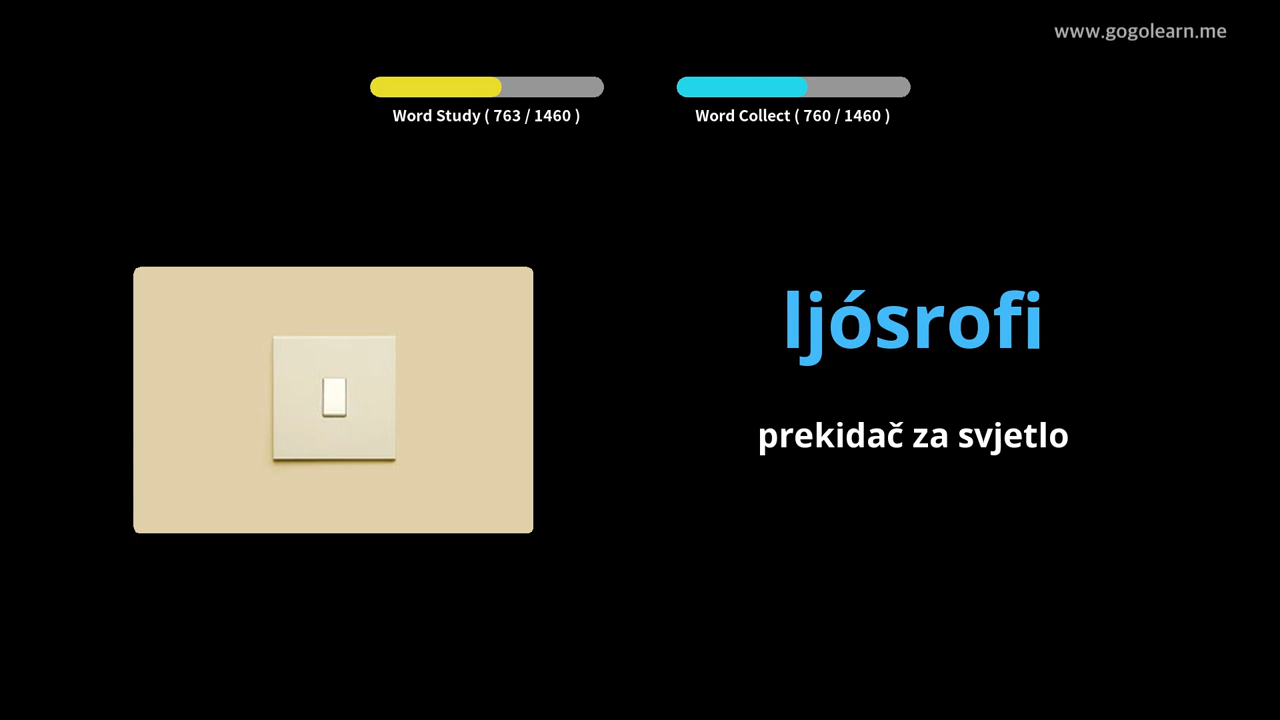 www.gogolearn.me
Word Study ( 763 / 1460 )
Word Collect ( 760 / 1460 )
ljósrofi
prekidač za svjetlo